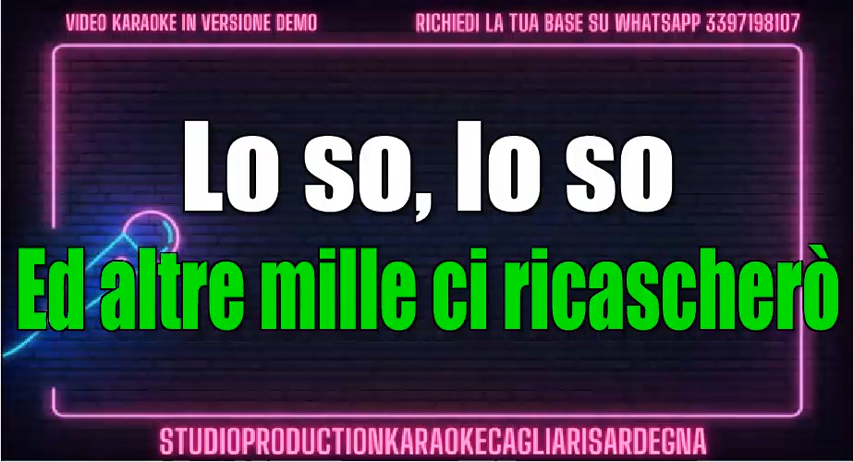 VIDEO KARAOKE IN VERSIONE DEMO
RICHIEDI LA TUA BASE SU WHATSAPP 3397198107
Lo so, lo so
Ed altre mille ci ricascherò
STUDIOPRODUCTIONKARAOKECAGLIARISARDEGNA